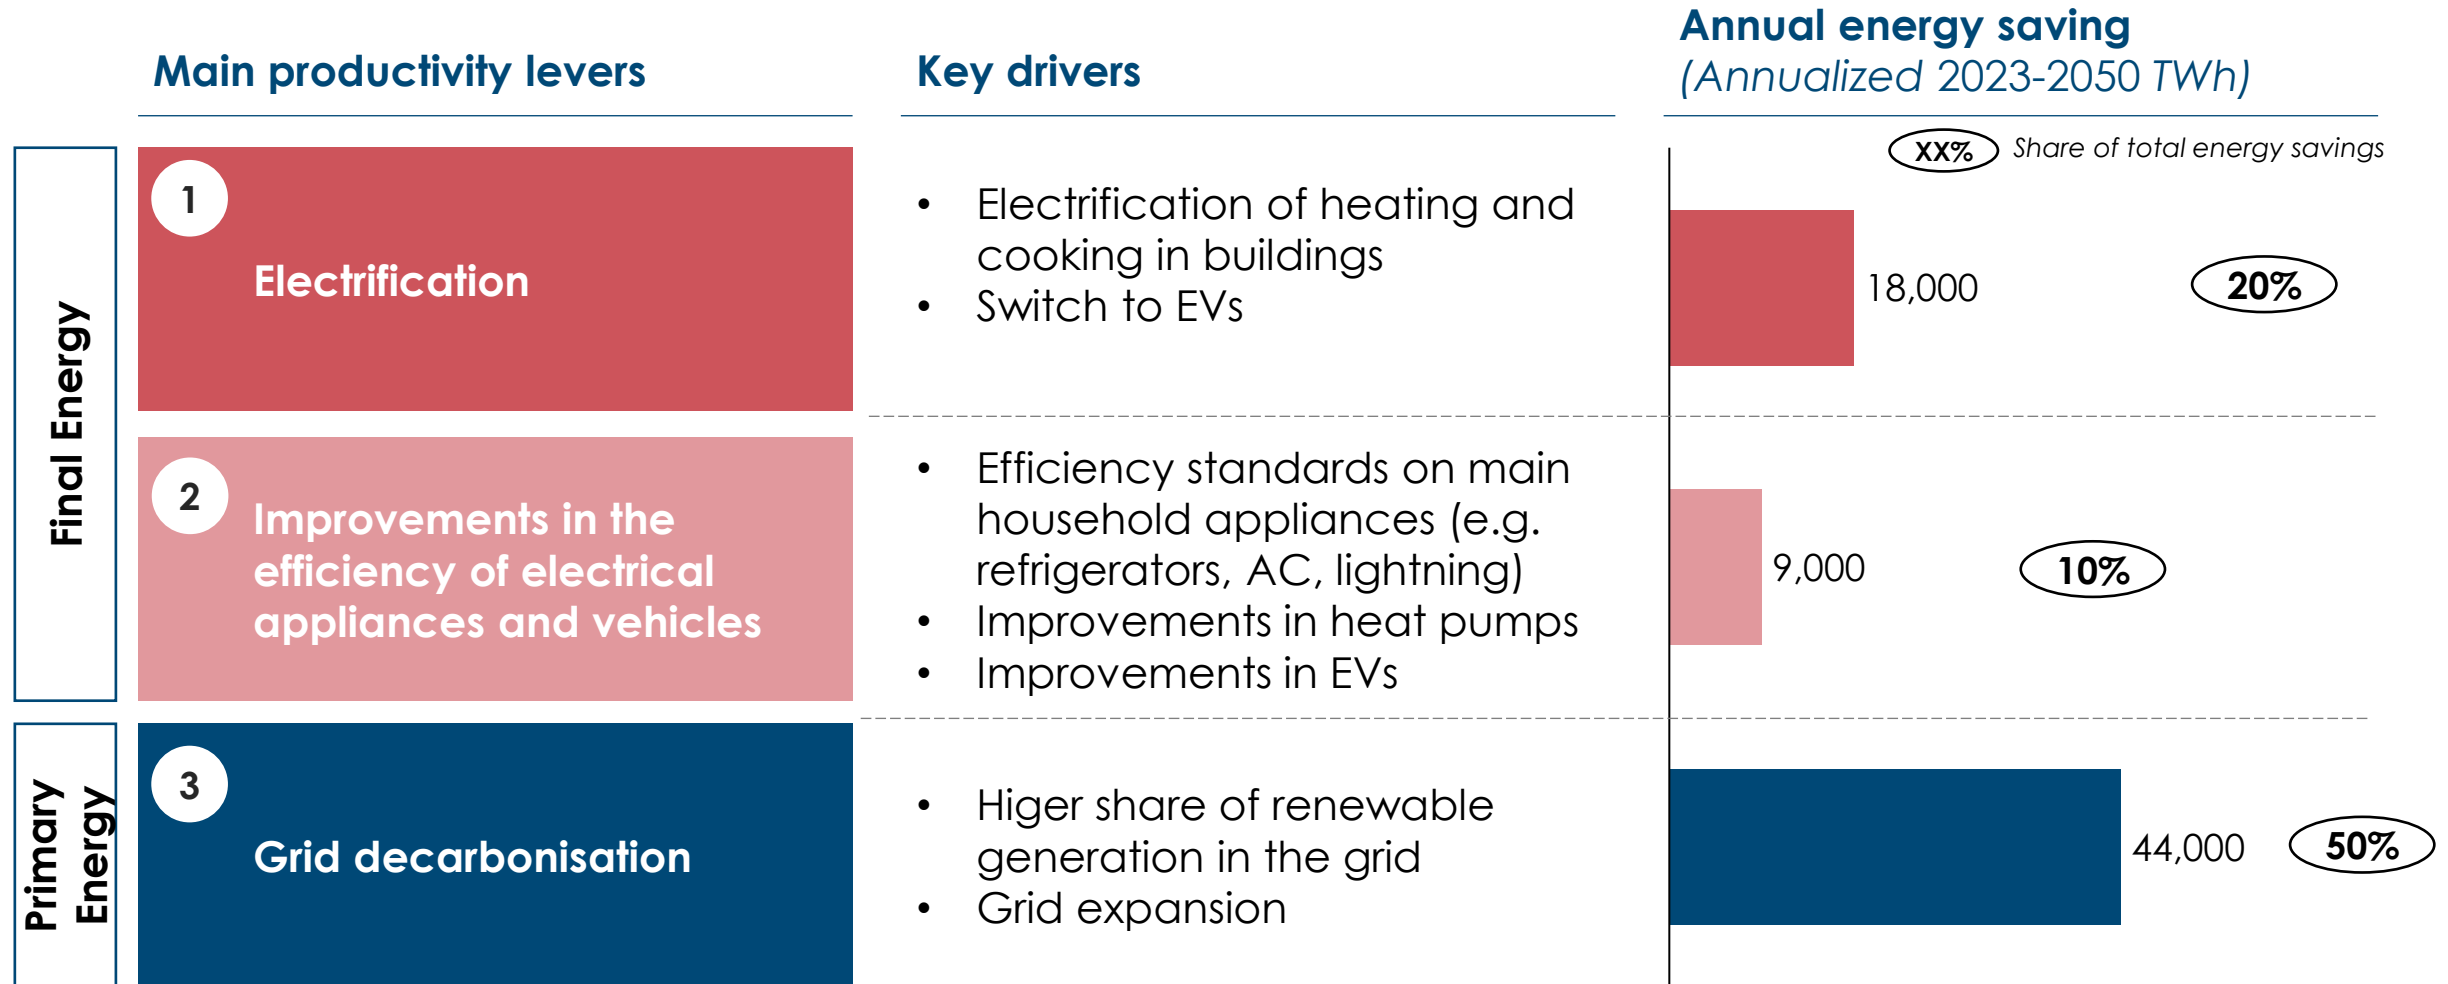 Main productivity levers
Key drivers
Annual energy saving
(Annualized 2023-2050 TWh)
XX% Share of total energy savings
Final Energy
1
Electrification
• Electrification of heating and
cooking in buildings
• Switch to EVs
18,000
20%
2
Improvements in the
efficiency of electrical
appliances and vehicles
• Efficiency standards on main
household appliances (e.g.
refrigerators, AC, lightning)
• Improvements in heat pumps
• Improvements in EVs
9,000
10%
Primary
Energy
3
Grid decarbonisation
• Higer share of renewable
generation in the grid
• Grid expansion
44,000
50%